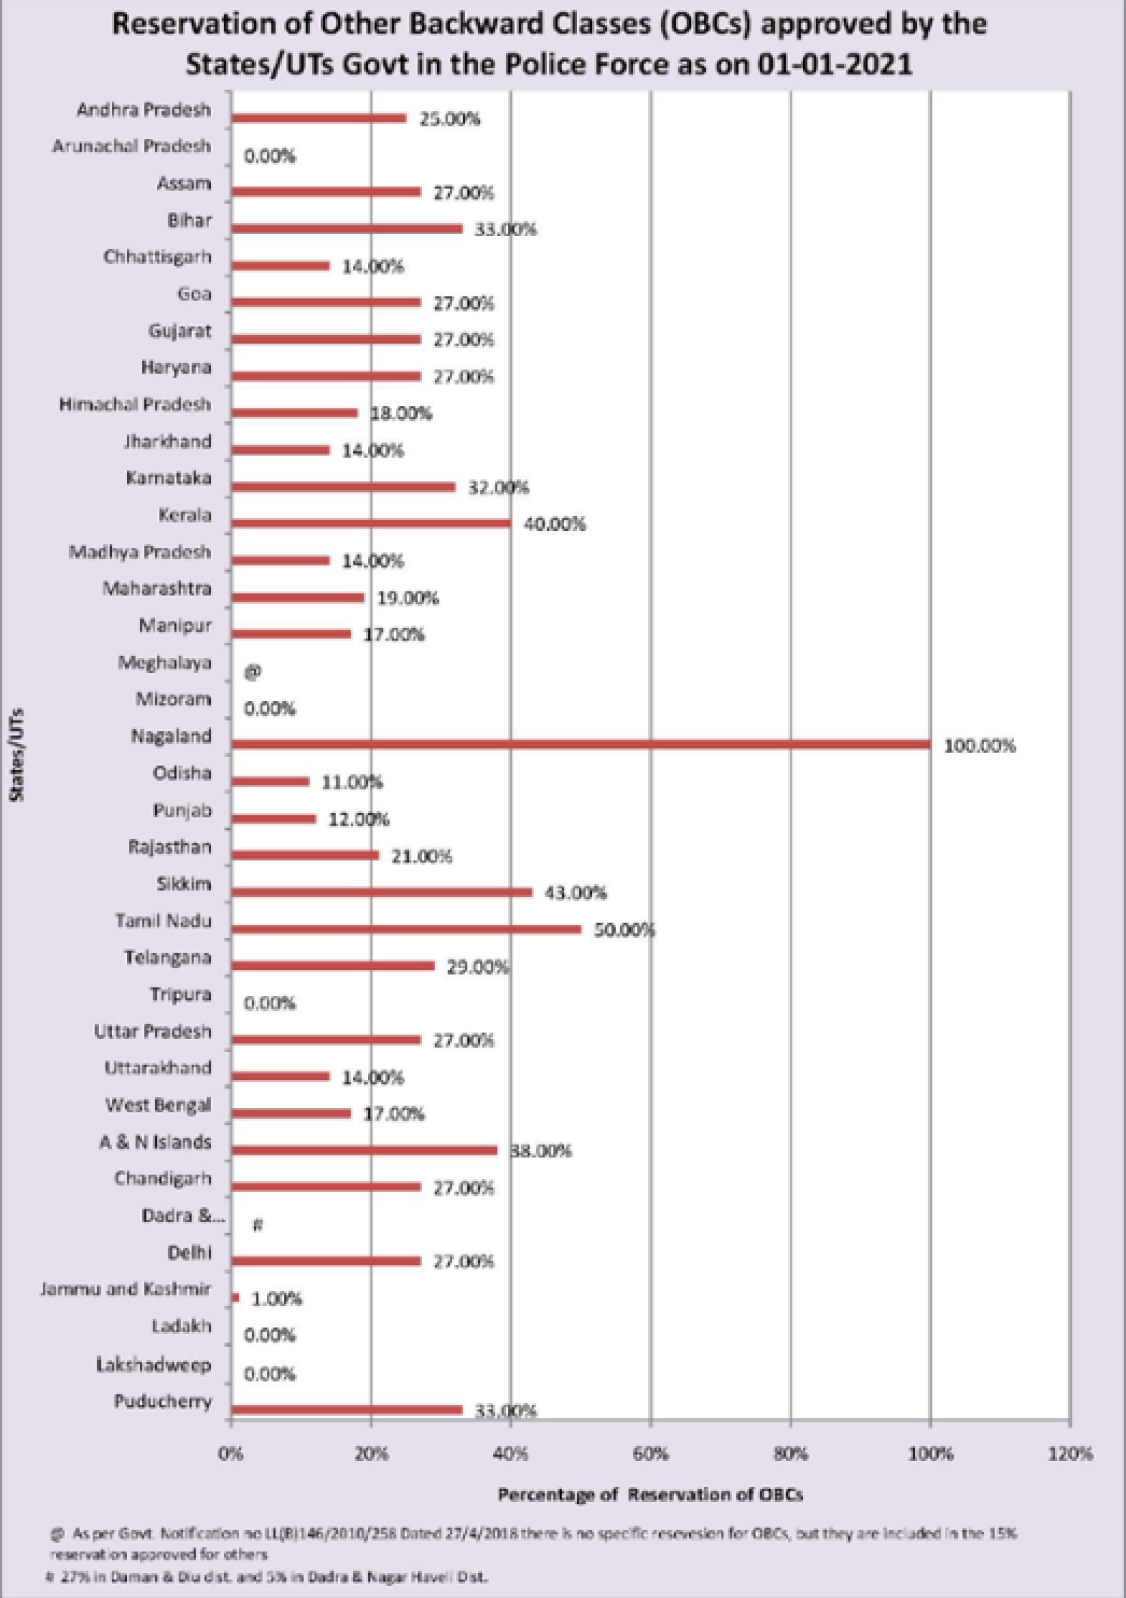 Reservation of Other Backward Classes (OBCs) approved by the
States/UTs Govt in the Police Force as on 01-01-2021
Andhra Pradesh 25.00%
Arunachal Pradesh 0.00%
Assam 27.00%
Bihar 33.00%
Chhattisgarh 14.00%
Goa 27.00%
Gujarat 27.00%
Haryana 27.00%
Himachal Pradesh 18.00%
Jharkhand 14.00%
Karnataka 32.00%
Kerala 40.00%
Madhya Pradesh 14.00%
Maharashtra 19.00%
Manipur 17.00%
Meghalaya @
Mizoram 0.00%
Nagaland 100.00%
Odisha 11.00%
Punjab 12.00%
Rajasthan 21.00%
Sikkim 43.00%
Tamil Nadu 50.00%
Telangana 29.00%
Tripura 0.00%
Uttar Pradesh 27.00%
Uttarakhand 14.00%
West Bengal 17.00%
A & N Islands 38.00%
Chandigarh 27.00%
Dadra &... #
Delhi 27.00%
Jammu and Kashmir 1.00%
Ladakh 0.00%
Lakshadweep 0.00%
Puducherry 33.00%
States/UTs
0% 20% 40% 60% 80% 100% 120%
Percentage of Reservation of OBCs
@ As per Govt. Notification no LL(B)146/2010/258 Dated 27/4/2018 there is no specific resevesion for OBCs, but they are included in the 15%
reservation approved for others
# 27% in Daman & Diu dist. and 5% in Dadra & Nagar Haveli Dist.